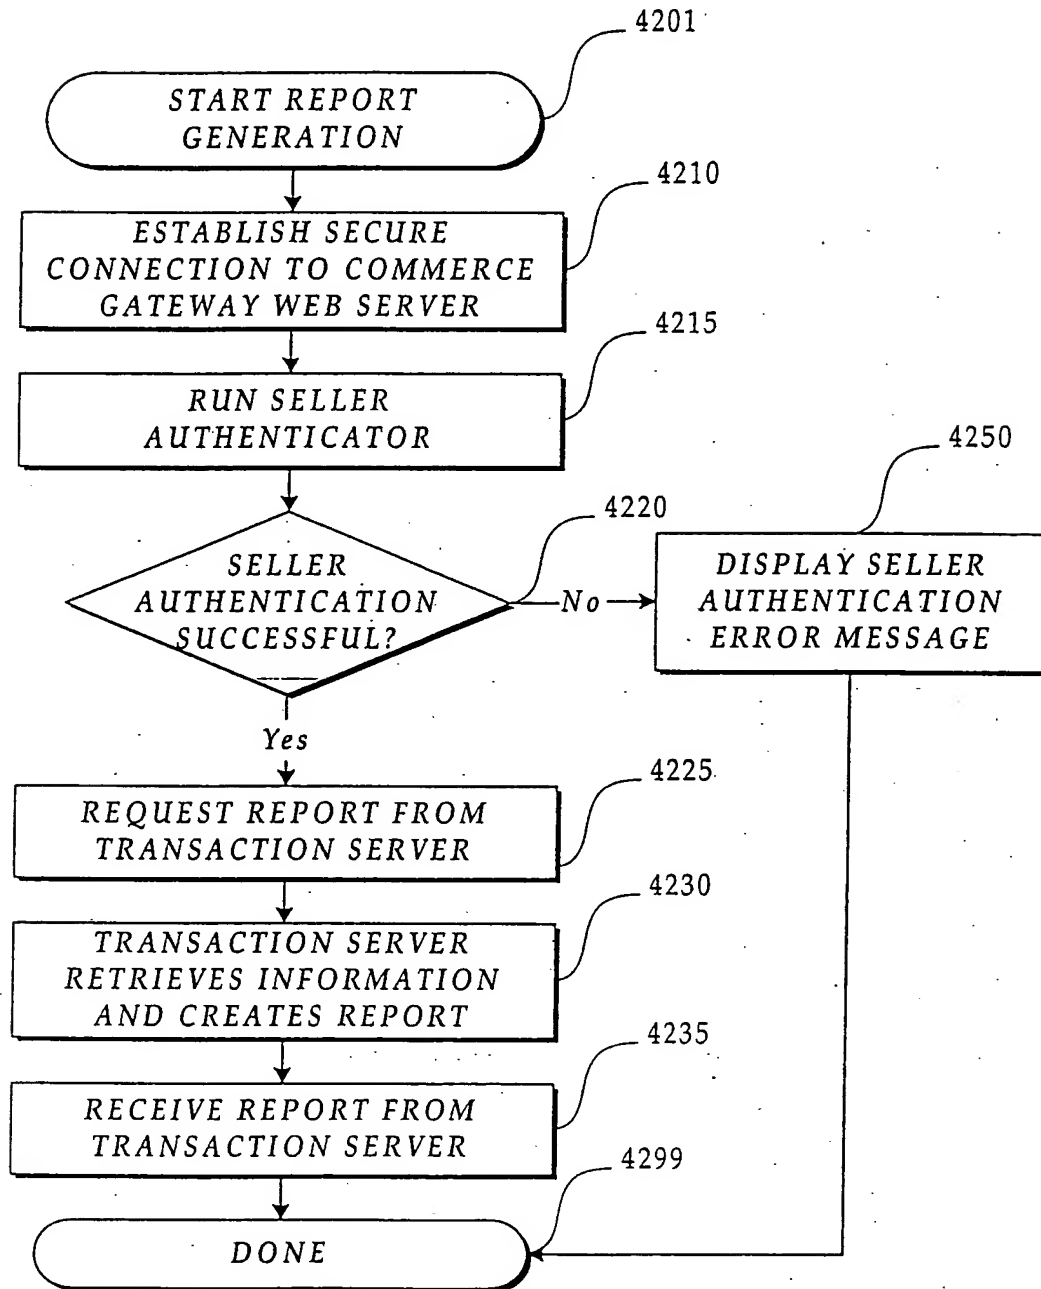 4201
START REPORT
GENERATION
4210
ESTABLISH SECURE
CONNECTION TO COMMERCE
GATEWAY WEB SERVER
4215
RUN SELLER
AUTHENTICATOR
4220
SELLER
AUTHENTICATION
SUCCESSFUL?
No
4250
DISPLAY SELLER
AUTHENTICATION
ERROR MESSAGE
Yes
4225
REQUEST REPORT FROM
TRANSACTION SERVER
4230
TRANSACTION SERVER
RETRIEVES INFORMATION
AND CREATES REPORT
4235
RECEIVE REPORT FROM
TRANSACTION SERVER
4299
DONE